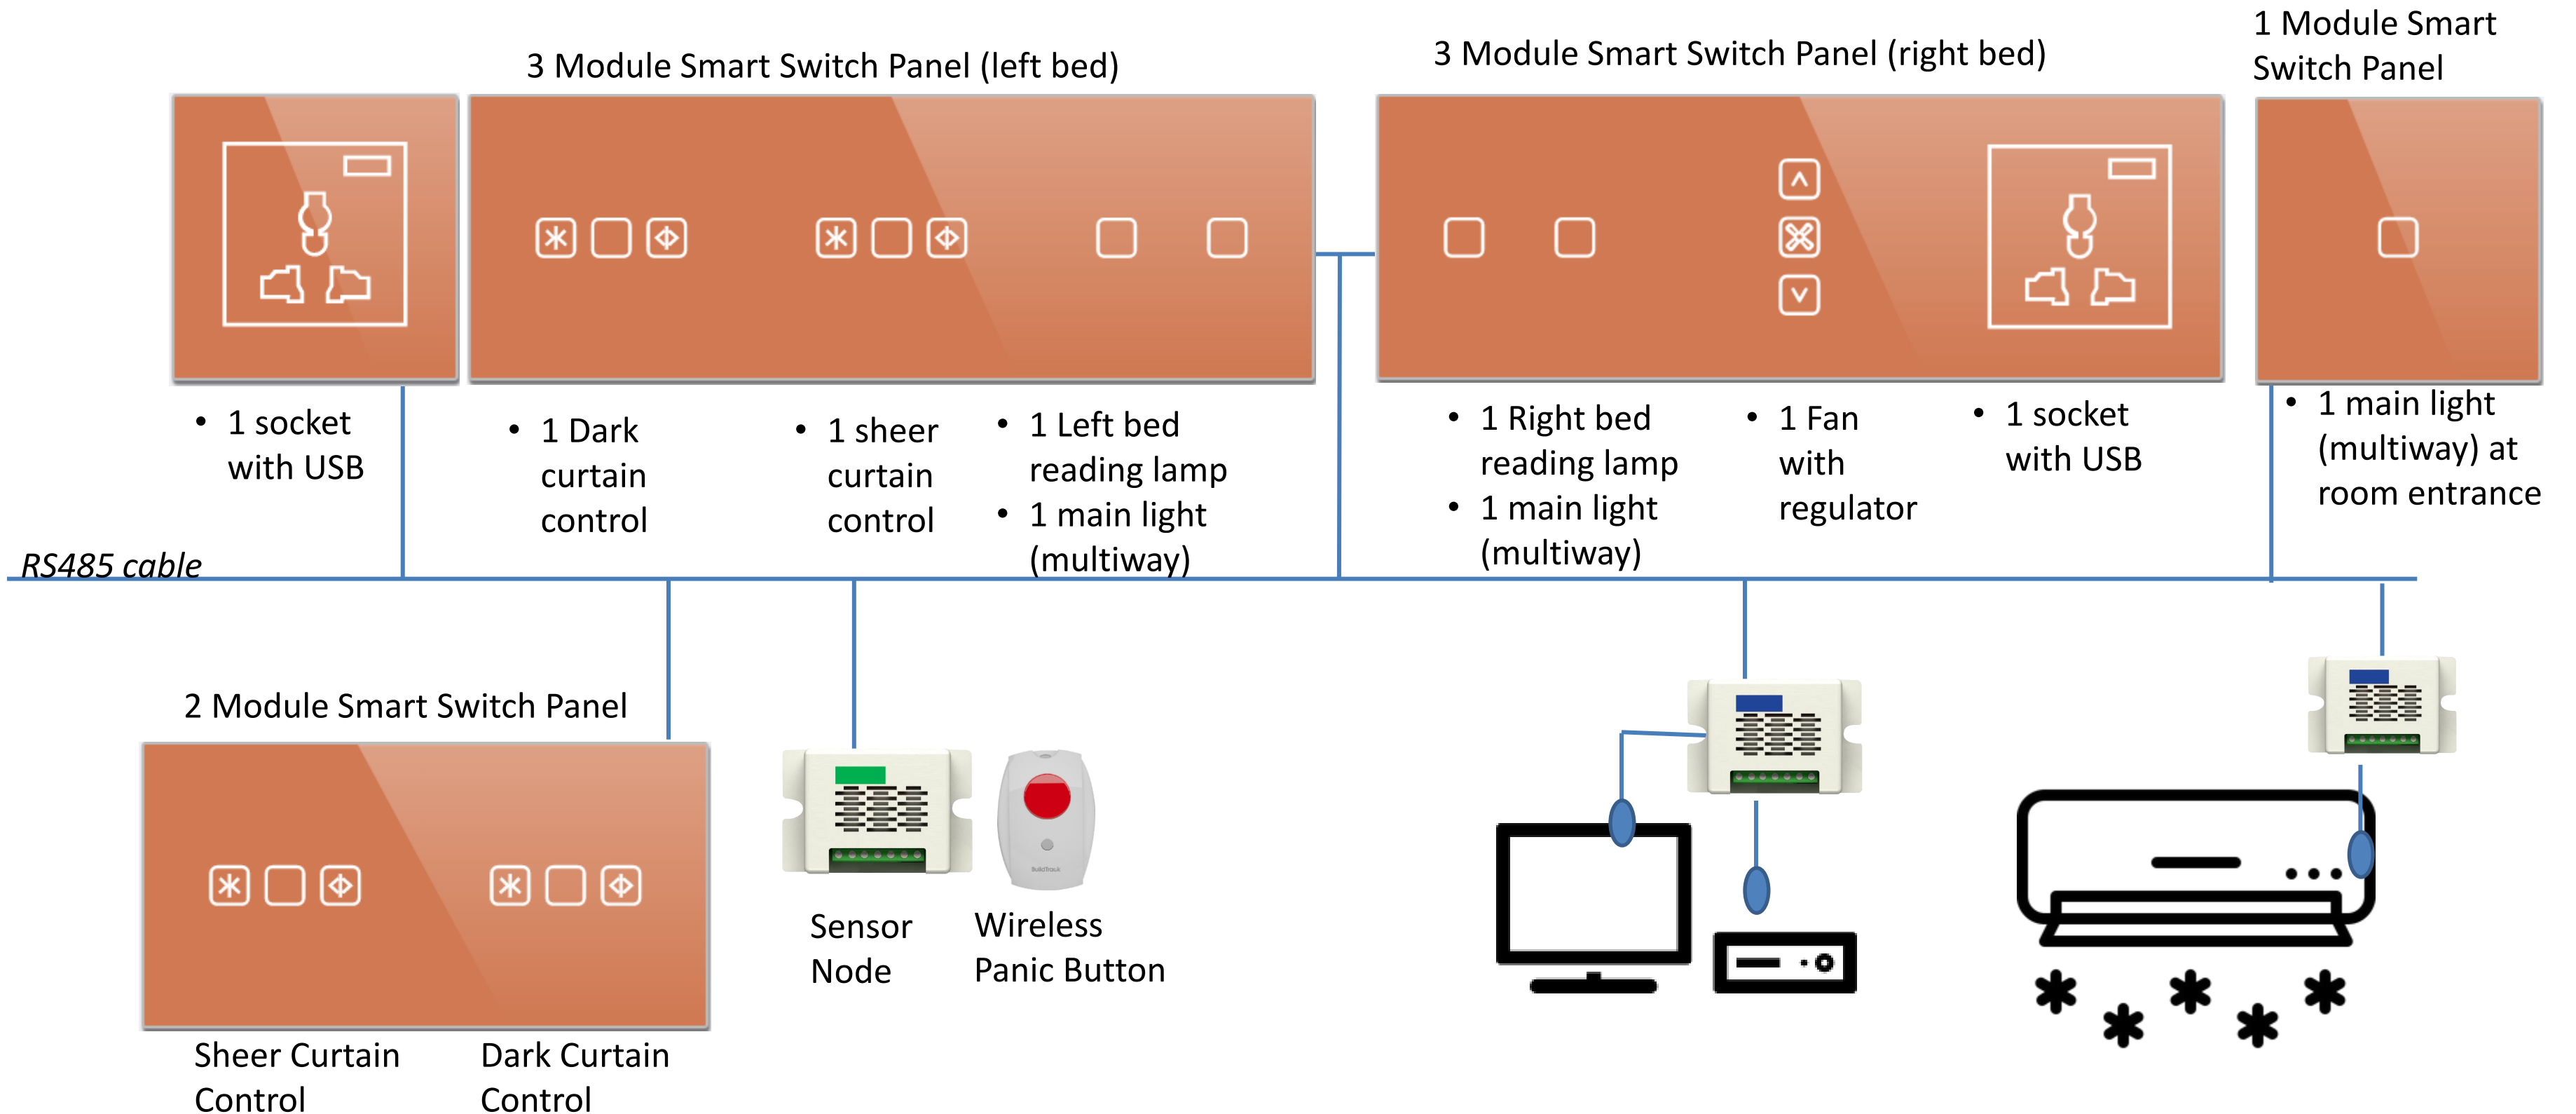 3 Module Smart Switch Panel (left bed)
3 Module Smart Switch Panel (right bed)
1 Module Smart
Switch Panel
• 1 socket
with USB
• 1 Dark
curtain
control
• 1 sheer
curtain
control
• 1 Left bed
reading lamp
• 1 main light
(multiway)
• 1 Right bed
reading lamp
• 1 main light
(multiway)
• 1 Fan
with
regulator
• 1 socket
with USB
• 1 main light
(multiway) at
room entrance
RS485 cable
2 Module Smart Switch Panel
Sheer Curtain
Control
Dark Curtain
Control
Sensor
Node
BuildTrack
Wireless
Panic Button